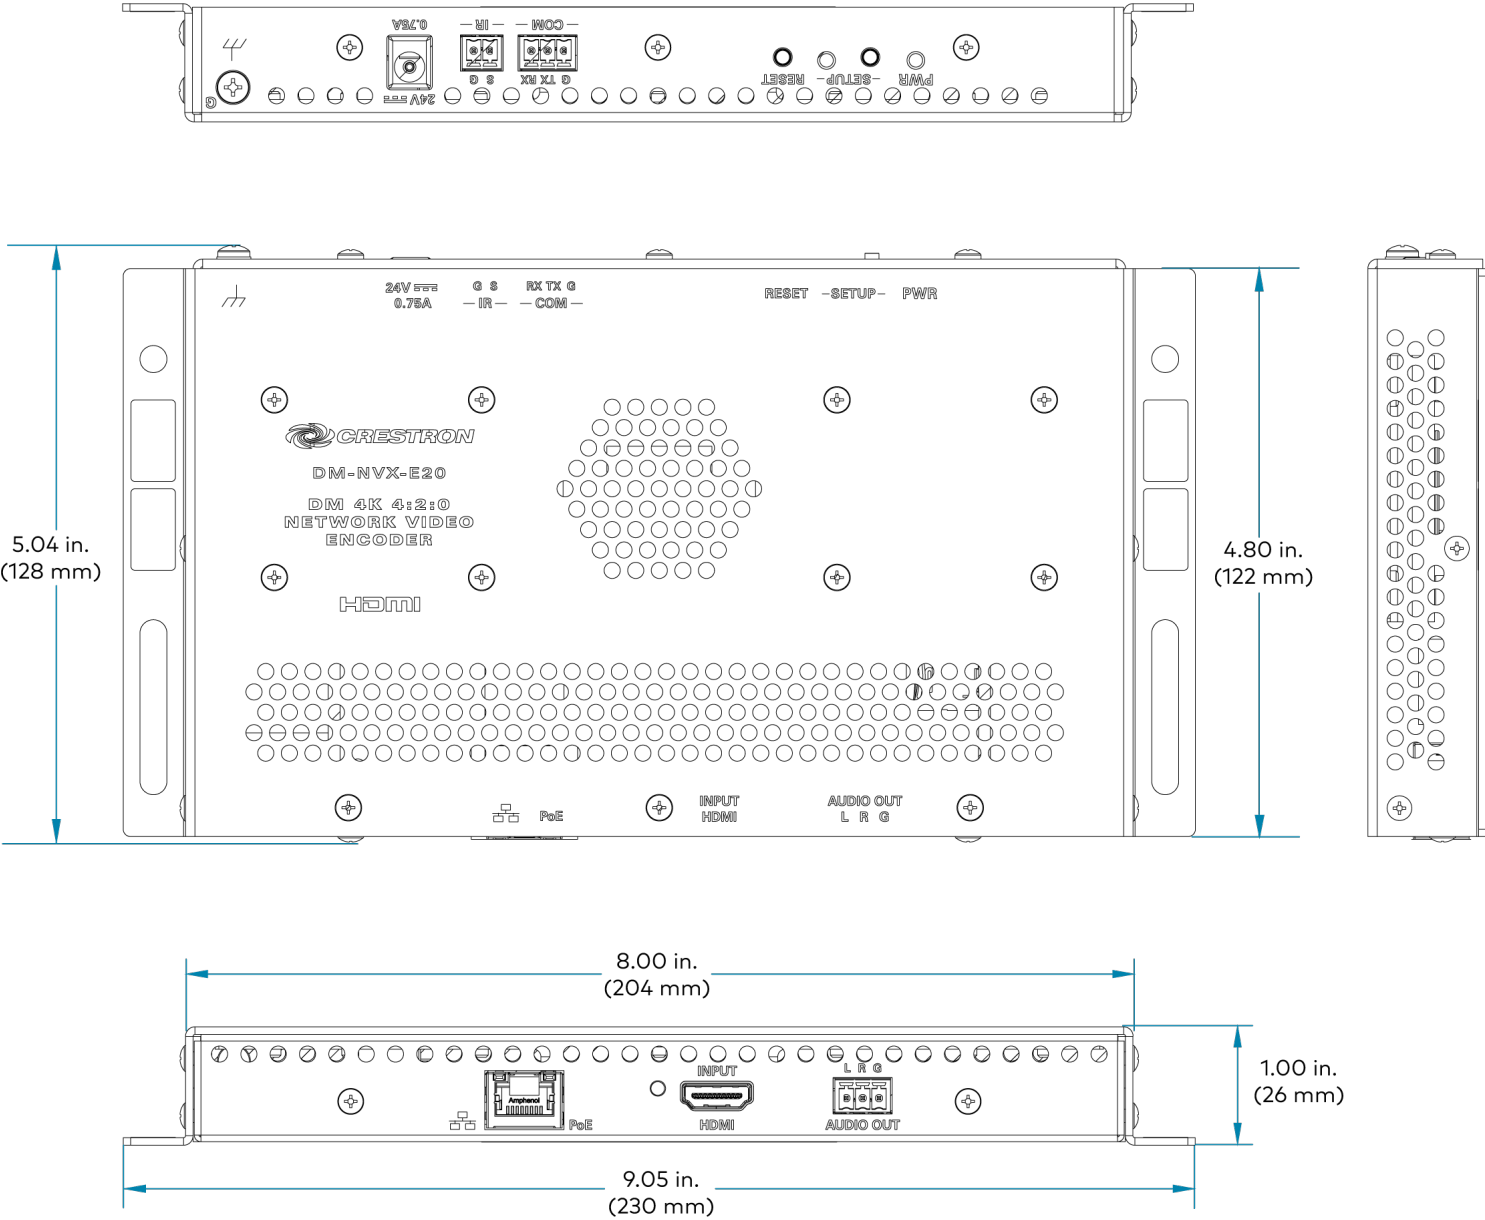 0.75A
IR
COM
G S
RX TX G
24V
RESET
SETUP
PWR
G
24V
0.75A
G S
IR
RX TX G
COM
RESET
SETUP
PWR
CRESTRON
DM-NVX-E20
DM 4K 4:2:0
NETWORK VIDEO
ENCODER
HDMI
PoE
INPUT
HDMI
AUDIO OUT
L R G
5.04 in.
(128 mm)
4.80 in.
(122 mm)
8.00 in.
(204 mm)
INPUT
L R G
Amphenol
PoE
HDMI
AUDIO OUT
1.00 in.
(26 mm)
9.05 in.
(230 mm)